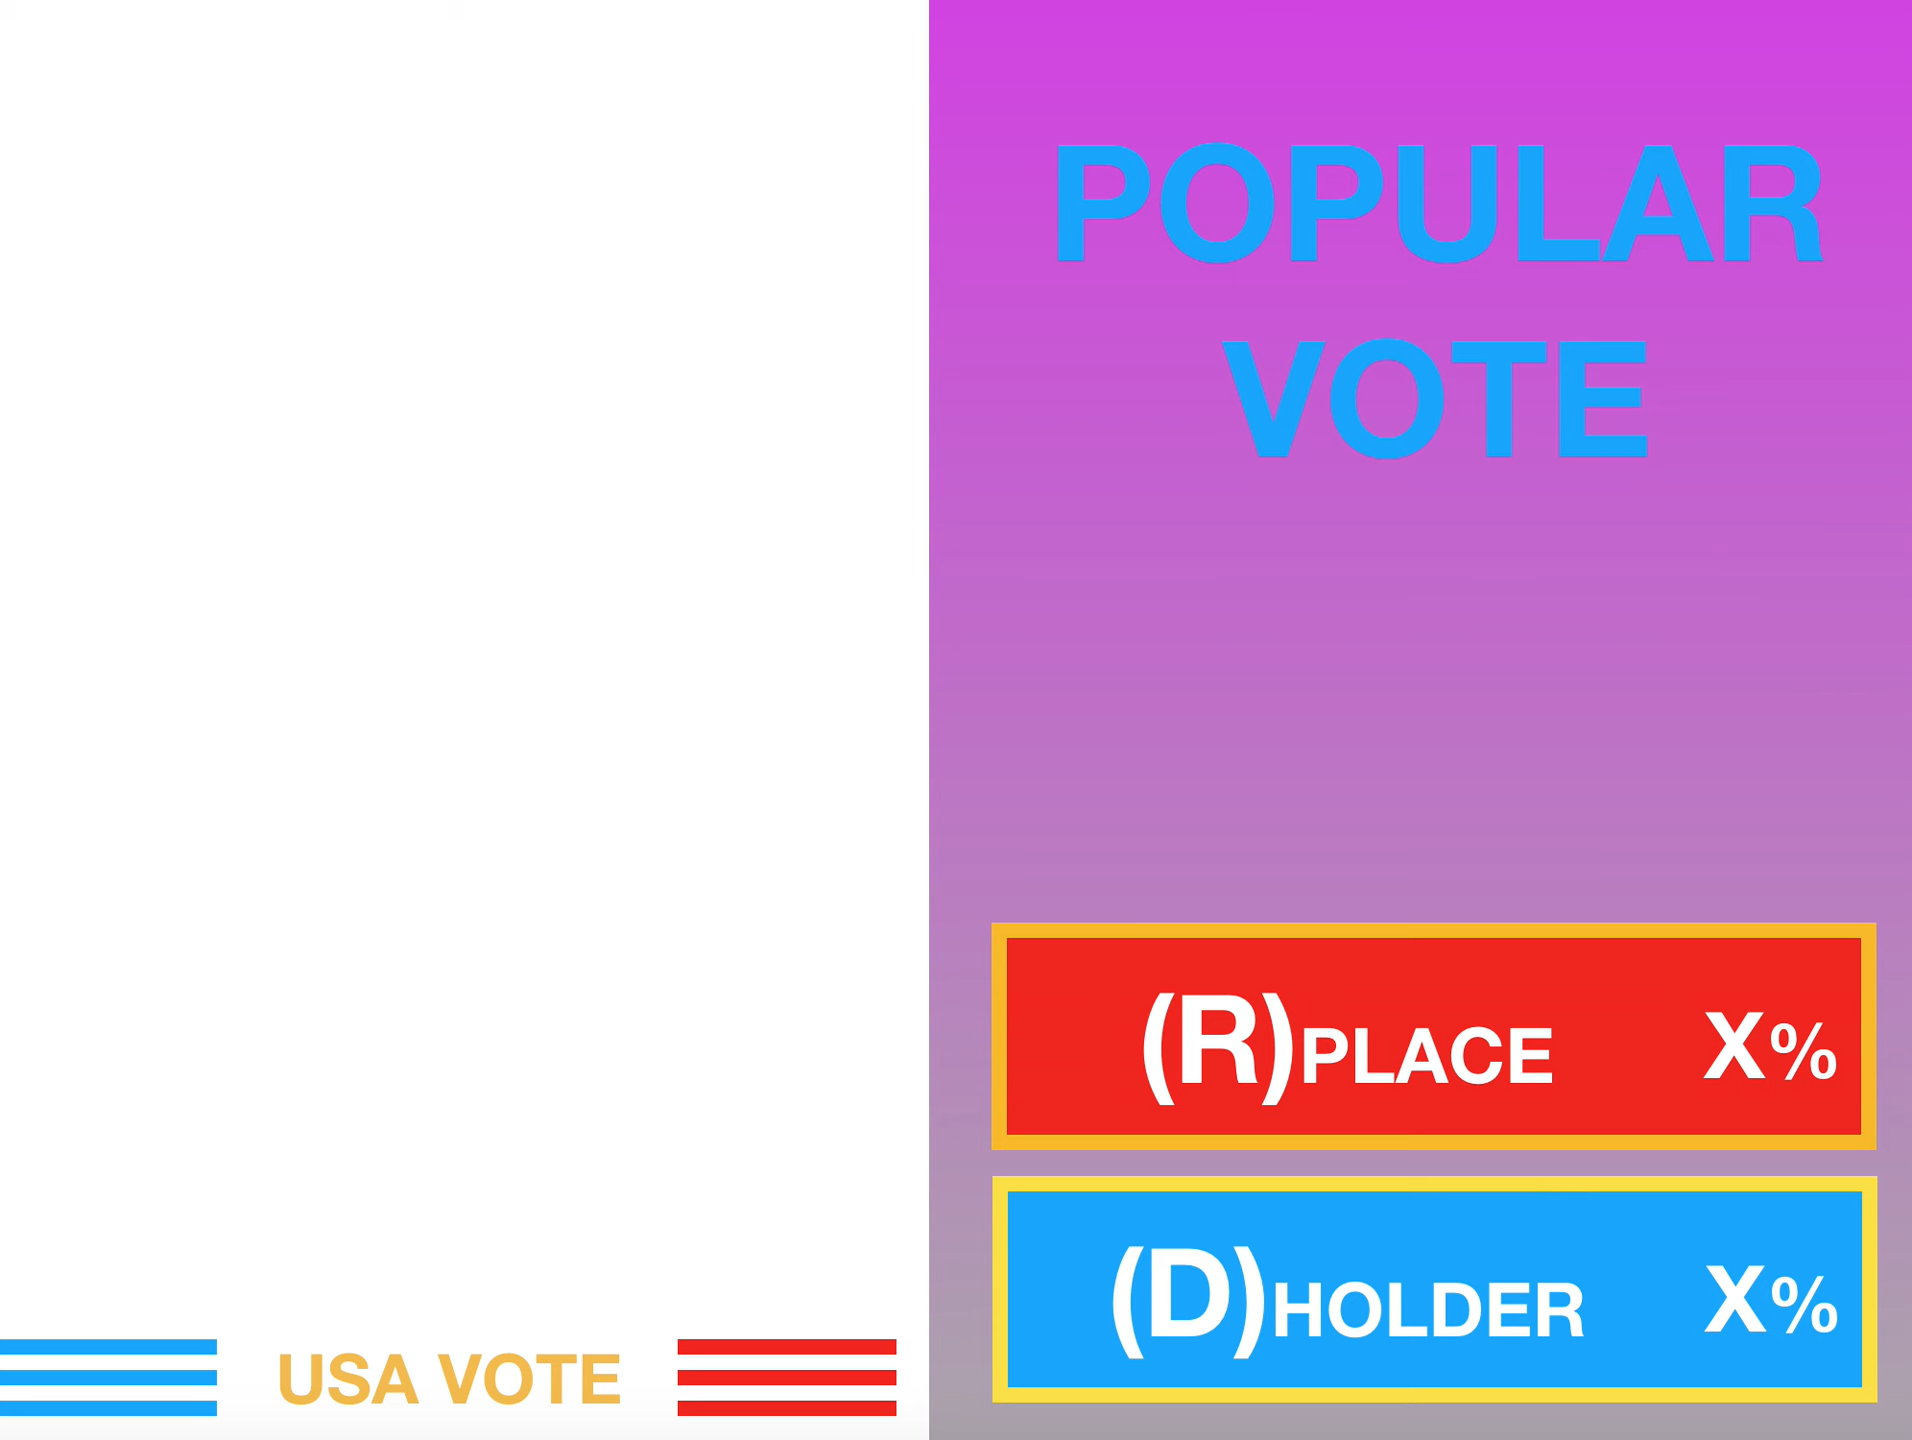 POPULAR
VOTE
(R)PLACE X%
(D)HOLDER X%
USA VOTE